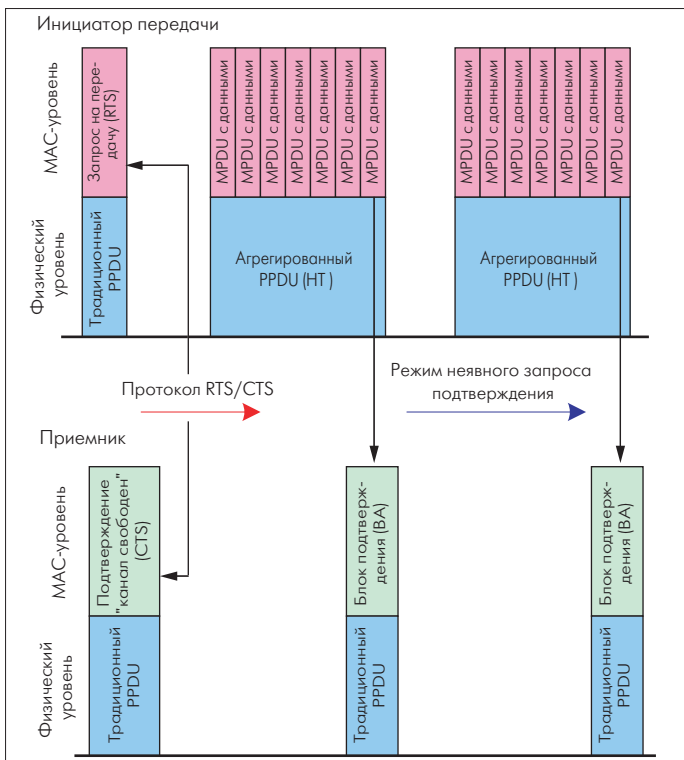 Инициатор передачи
МАС-уровень
Запрос на пере-
дачу (RTS)
MPDU с данными
MPDU с данными
MPDU с данными
MPDU с данными
MPDU с данными
MPDU с данными
MPDU с данными
MPDU с данными
MPDU с данными
MPDU с данными
MPDU с данными
MPDU с данными
MPDU с данными
MPDU с данными
Физический
уровень
Традиционный
PPDU
Агрегированный
PPDU (HT )
Агрегированный
PPDU (HT )
Протокол RTS/CTS
Режим неявного запроса
подтверждения
Приемник
МАС-уровень
Подтверждение
"канал свободен"
(CTS)
Блок подтверж-
дения (BA)
Блок подтверж-
дения (BA)
Физический
уровень
Традиционный
PPDU
Традиционный
PPDU
Традиционный
PPDU